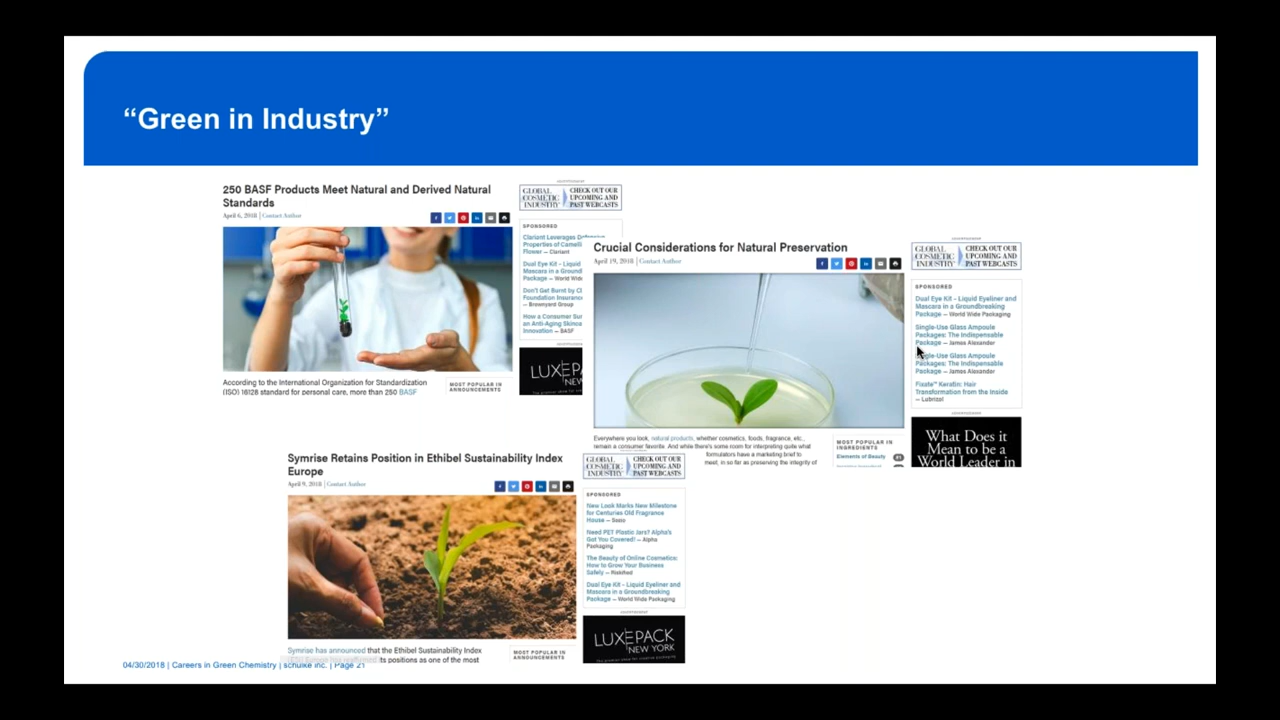 “Green in Industry”
250 BASF Products Meet Natural and Derived Natural
Standards
April 6, 2018 | Contact Author
According to the International Organization for Standardization
(ISO) 16128 standard for personal care, more than 250 BASF
MOST POPULAR IN
ANNOUNCEMENTS
GLOBAL
COSMETIC
INDUSTRY
CHECK OUT OUR
UPCOMING AND
PAST WEBCASTS
SPONSORED
Clariant Leverages Defensive
Properties of Camelli
Flower — Clariant
Dual Eye Kit - Liquid
Mascara in a Ground
Package — World Wide
Don't Get Burnt by Cl
Foundation Insurance
— Brownyard Group
How a Consumer Sur
an Anti-Aging Skinca
Innovation — BASF
LUXEPA
NEW
Crucial Considerations for Natural Preservation
April 19, 2018 | Contact Author
Everywhere you look, natural products, whether cosmetics, foods, fragrance, etc.,
remain a consumer favorite. And while there's some room for interpreting quite what
formulators have a marketing brief to
meet, in so far as preserving the integrity of
MOST POPULAR IN
INGREDIENTS
Elements of Beauty
GLOBAL
COSMETIC
INDUSTRY
CHECK OUT OUR
UPCOMING AND
PAST WEBCASTS
SPONSORED
Dual Eye Kit - Liquid Eyeliner and
Mascara in a Groundbreaking
Package — World Wide Packaging
Single-Use Glass Ampoule
Packages: The Indispensable
Package — James Alexander
Single-Use Glass Ampoule
Packages: The Indispensable
Package — James Alexander
Fixate™ Keratin: Hair
Transformation from the Inside
— Lubrizol
What Does it
Mean to be a
World Leader in
Symrise Retains Position in Ethibel Sustainability Index
Europe
April 9, 2018 | Contact Author
Symrise has announced that the Ethibel Sustainability Index
its positions as one of the most
MOST POPULAR IN
ANNOUNCEMENTS
GLOBAL
COSMETIC
INDUSTRY
CHECK OUT OUR
UPCOMING AND
PAST WEBCASTS
SPONSORED
New Look Marks New Milestone
for Centuries Old Fragrance
House —
Need PET Plastic Jars? Alpha's
Got You Covered! — Alpha
Packaging
The Beauty of Online Cosmetics:
How to Grow Your Business
Safely — Riskified
Dual Eye Kit - Liquid Eyeliner and
Mascara in a Groundbreaking
Package — World Wide Packaging
LUXEPACK
NEW YORK
04/30/2018 | Careers in Green Chemistry | schülke inc. | Page 21